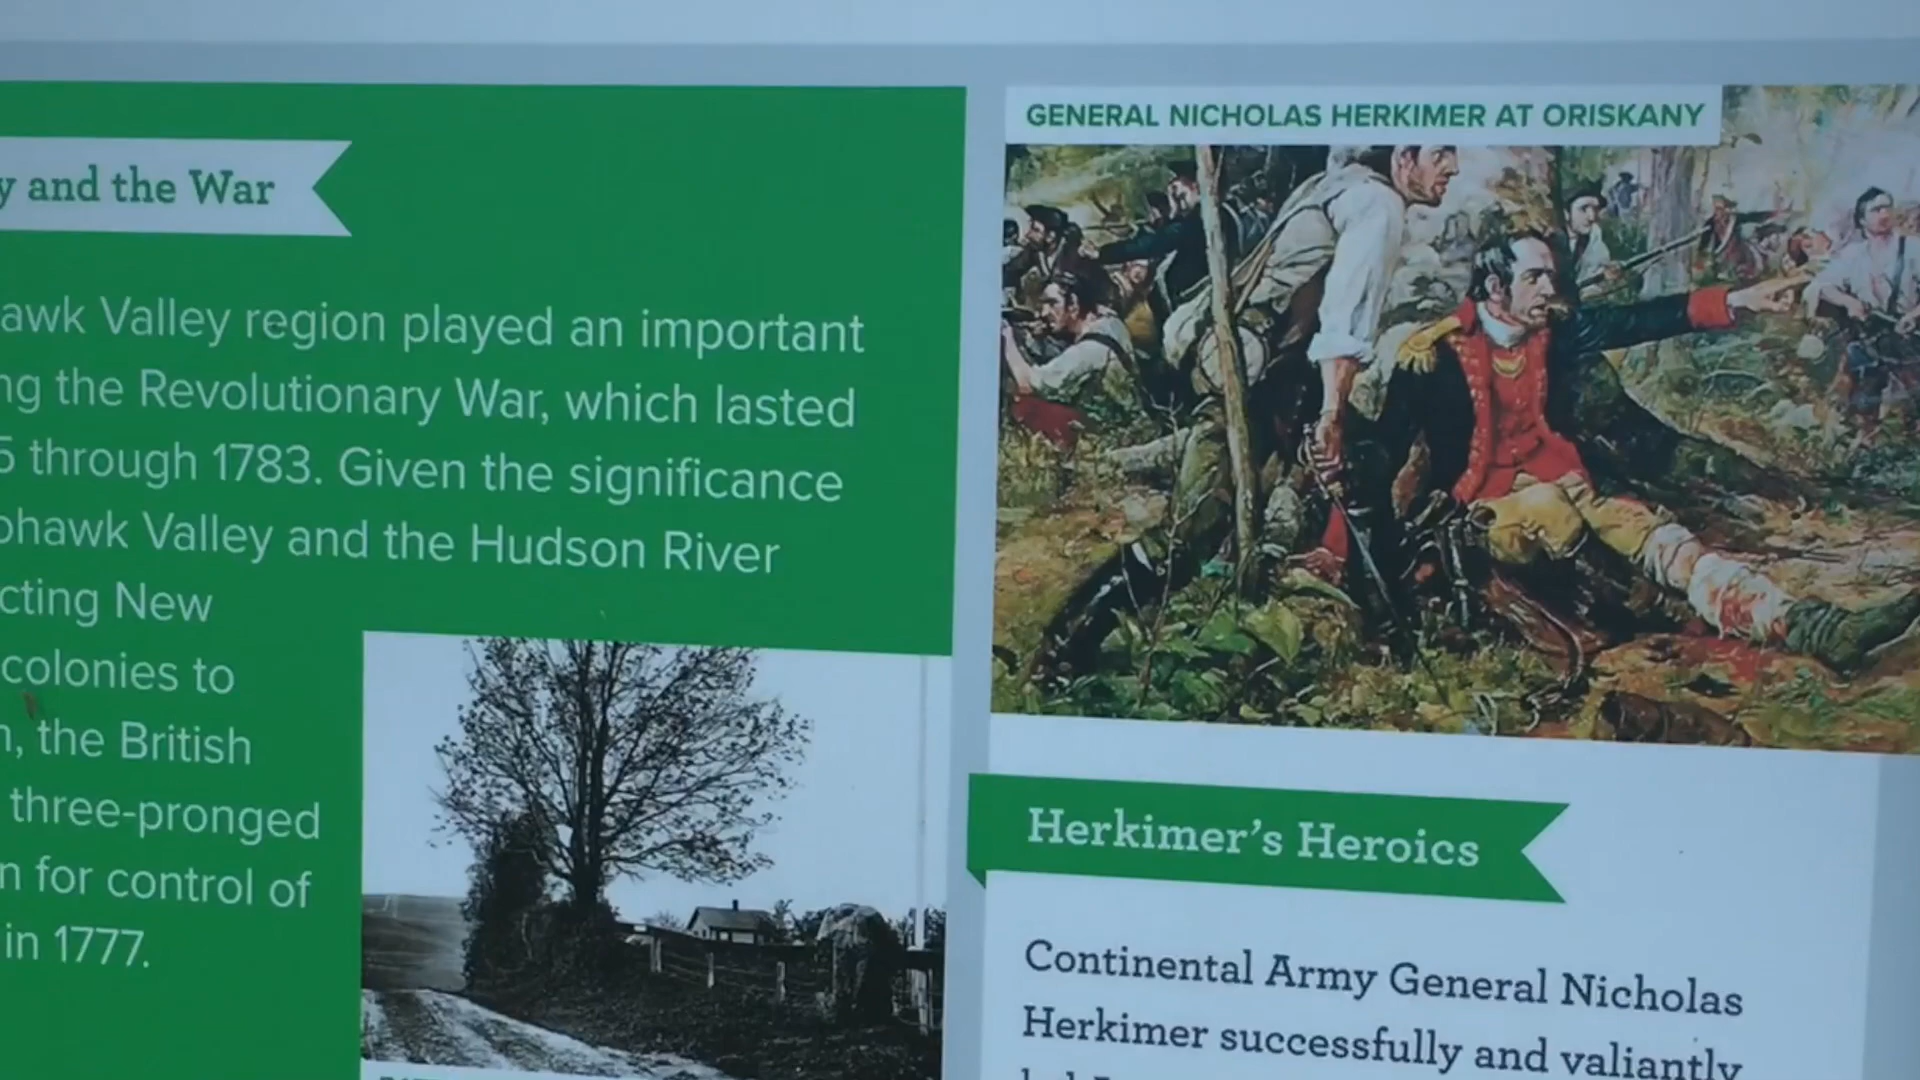 y and the War
awk Valley region played an important
ng the Revolutionary War, which lasted
5 through 1783. Given the significance
ohawk Valley and the Hudson River
cting New
colonies to
, the British
three-pronged
n for control of
in 1777.
GENERAL NICHOLAS HERKIMER AT ORISKANY
Herkimer's Heroics
Continental Army General Nicholas
Herkimer successfully and valiantly